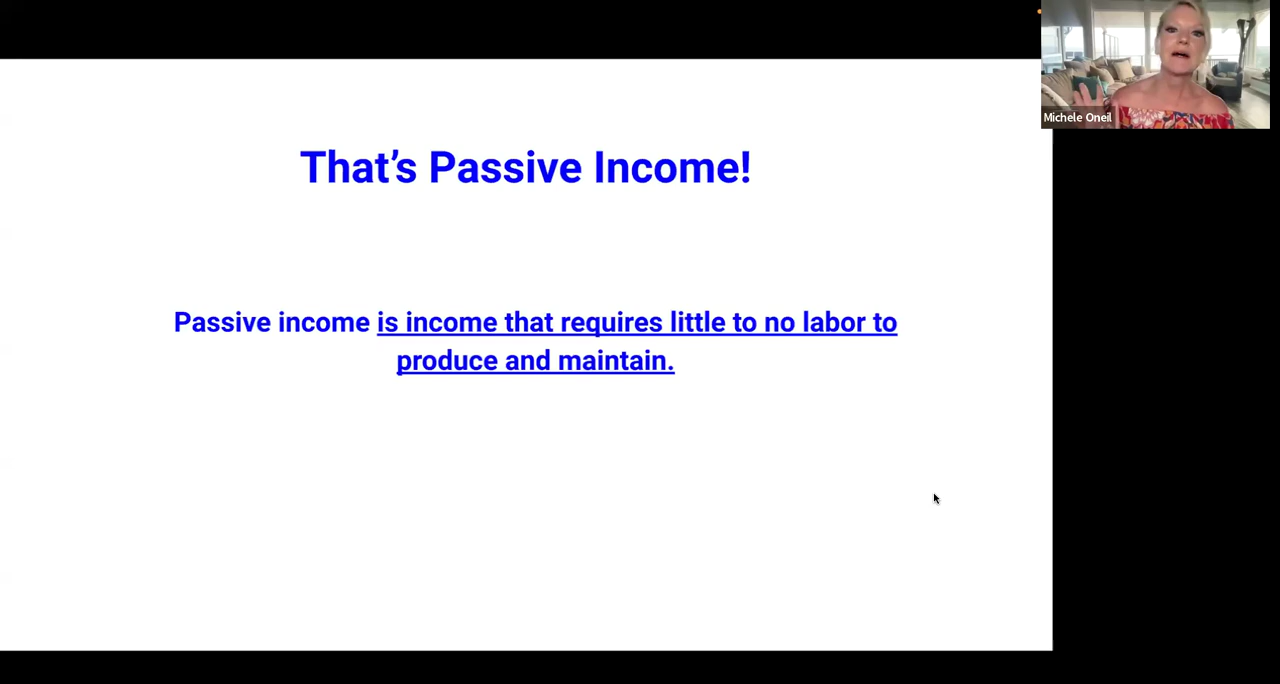 Michele Oneil
That’s Passive Income!
Passive income is income that requires little to no labor to
produce and maintain.